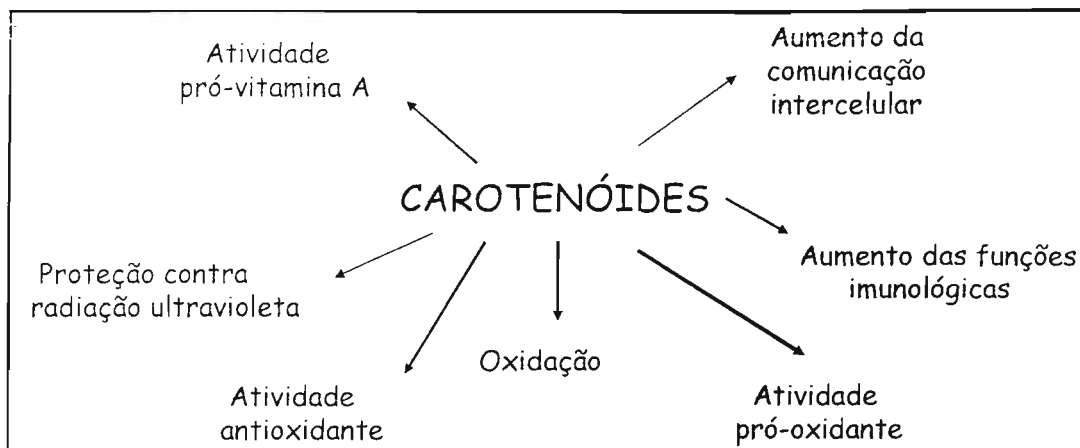 Atividade
pró-vitamina A
Aumento da
comunicação
intercelular
CAROTENÓIDES
Proteção contra
radiação ultravioleta
Aumento das funções
imunológicas
Oxidação
Atividade
antioxidante
Atividade
pró-oxidante